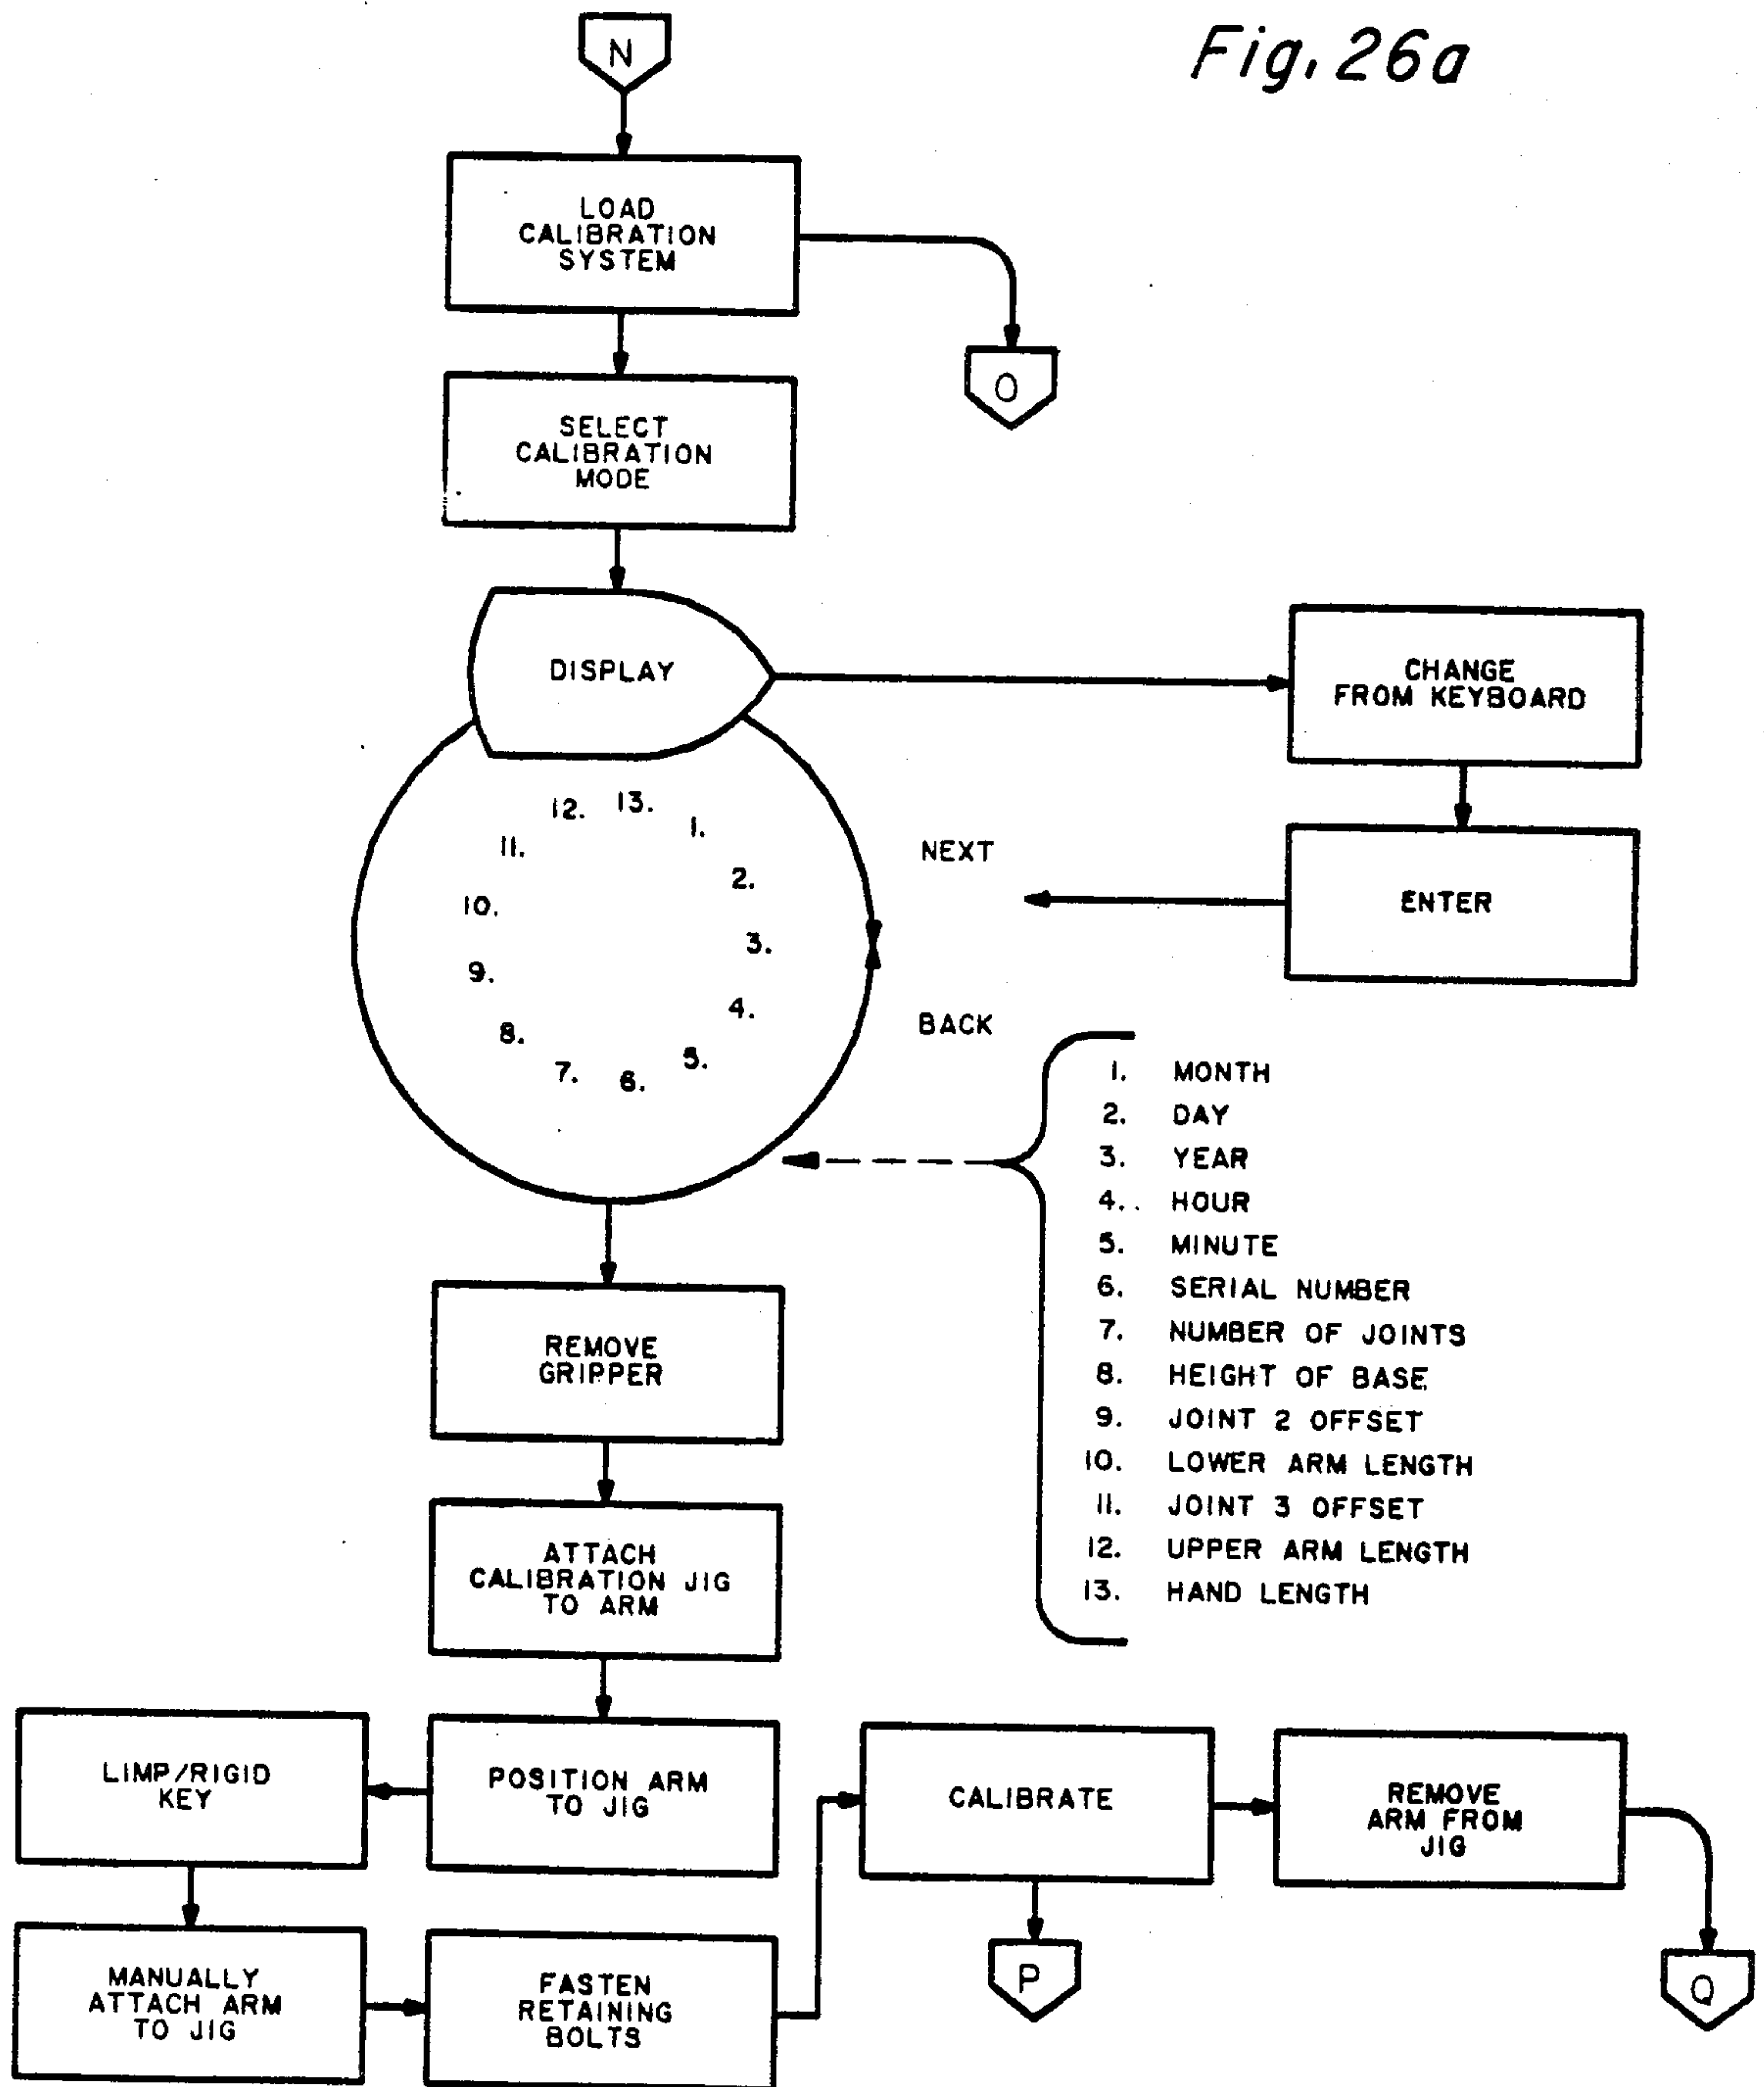 Fig. 26a
N
LOAD
CALIBRATION
SYSTEM
O
SELECT
CALIBRATION
MODE
DISPLAY
CHANGE
FROM KEYBOARD
ENTER
NEXT
BACK
12.
13.
1.
11.
2.
10.
3.
9.
4.
8.
5.
7.
6.
1. MONTH
2. DAY
3. YEAR
4.. HOUR
5. MINUTE
6. SERIAL NUMBER
7. NUMBER OF JOINTS
8. HEIGHT OF BASE
9. JOINT 2 OFFSET
10. LOWER ARM LENGTH
11. JOINT 3 OFFSET
12. UPPER ARM LENGTH
13. HAND LENGTH
REMOVE
GRIPPER
ATTACH
CALIBRATION JIG
TO ARM
POSITION ARM
TO JIG
LIMP/RIGID
KEY
MANUALLY
ATTACH ARM
TO JIG
FASTEN
RETAINING
BOLTS
CALIBRATE
P
REMOVE
ARM FROM
JIG
Q